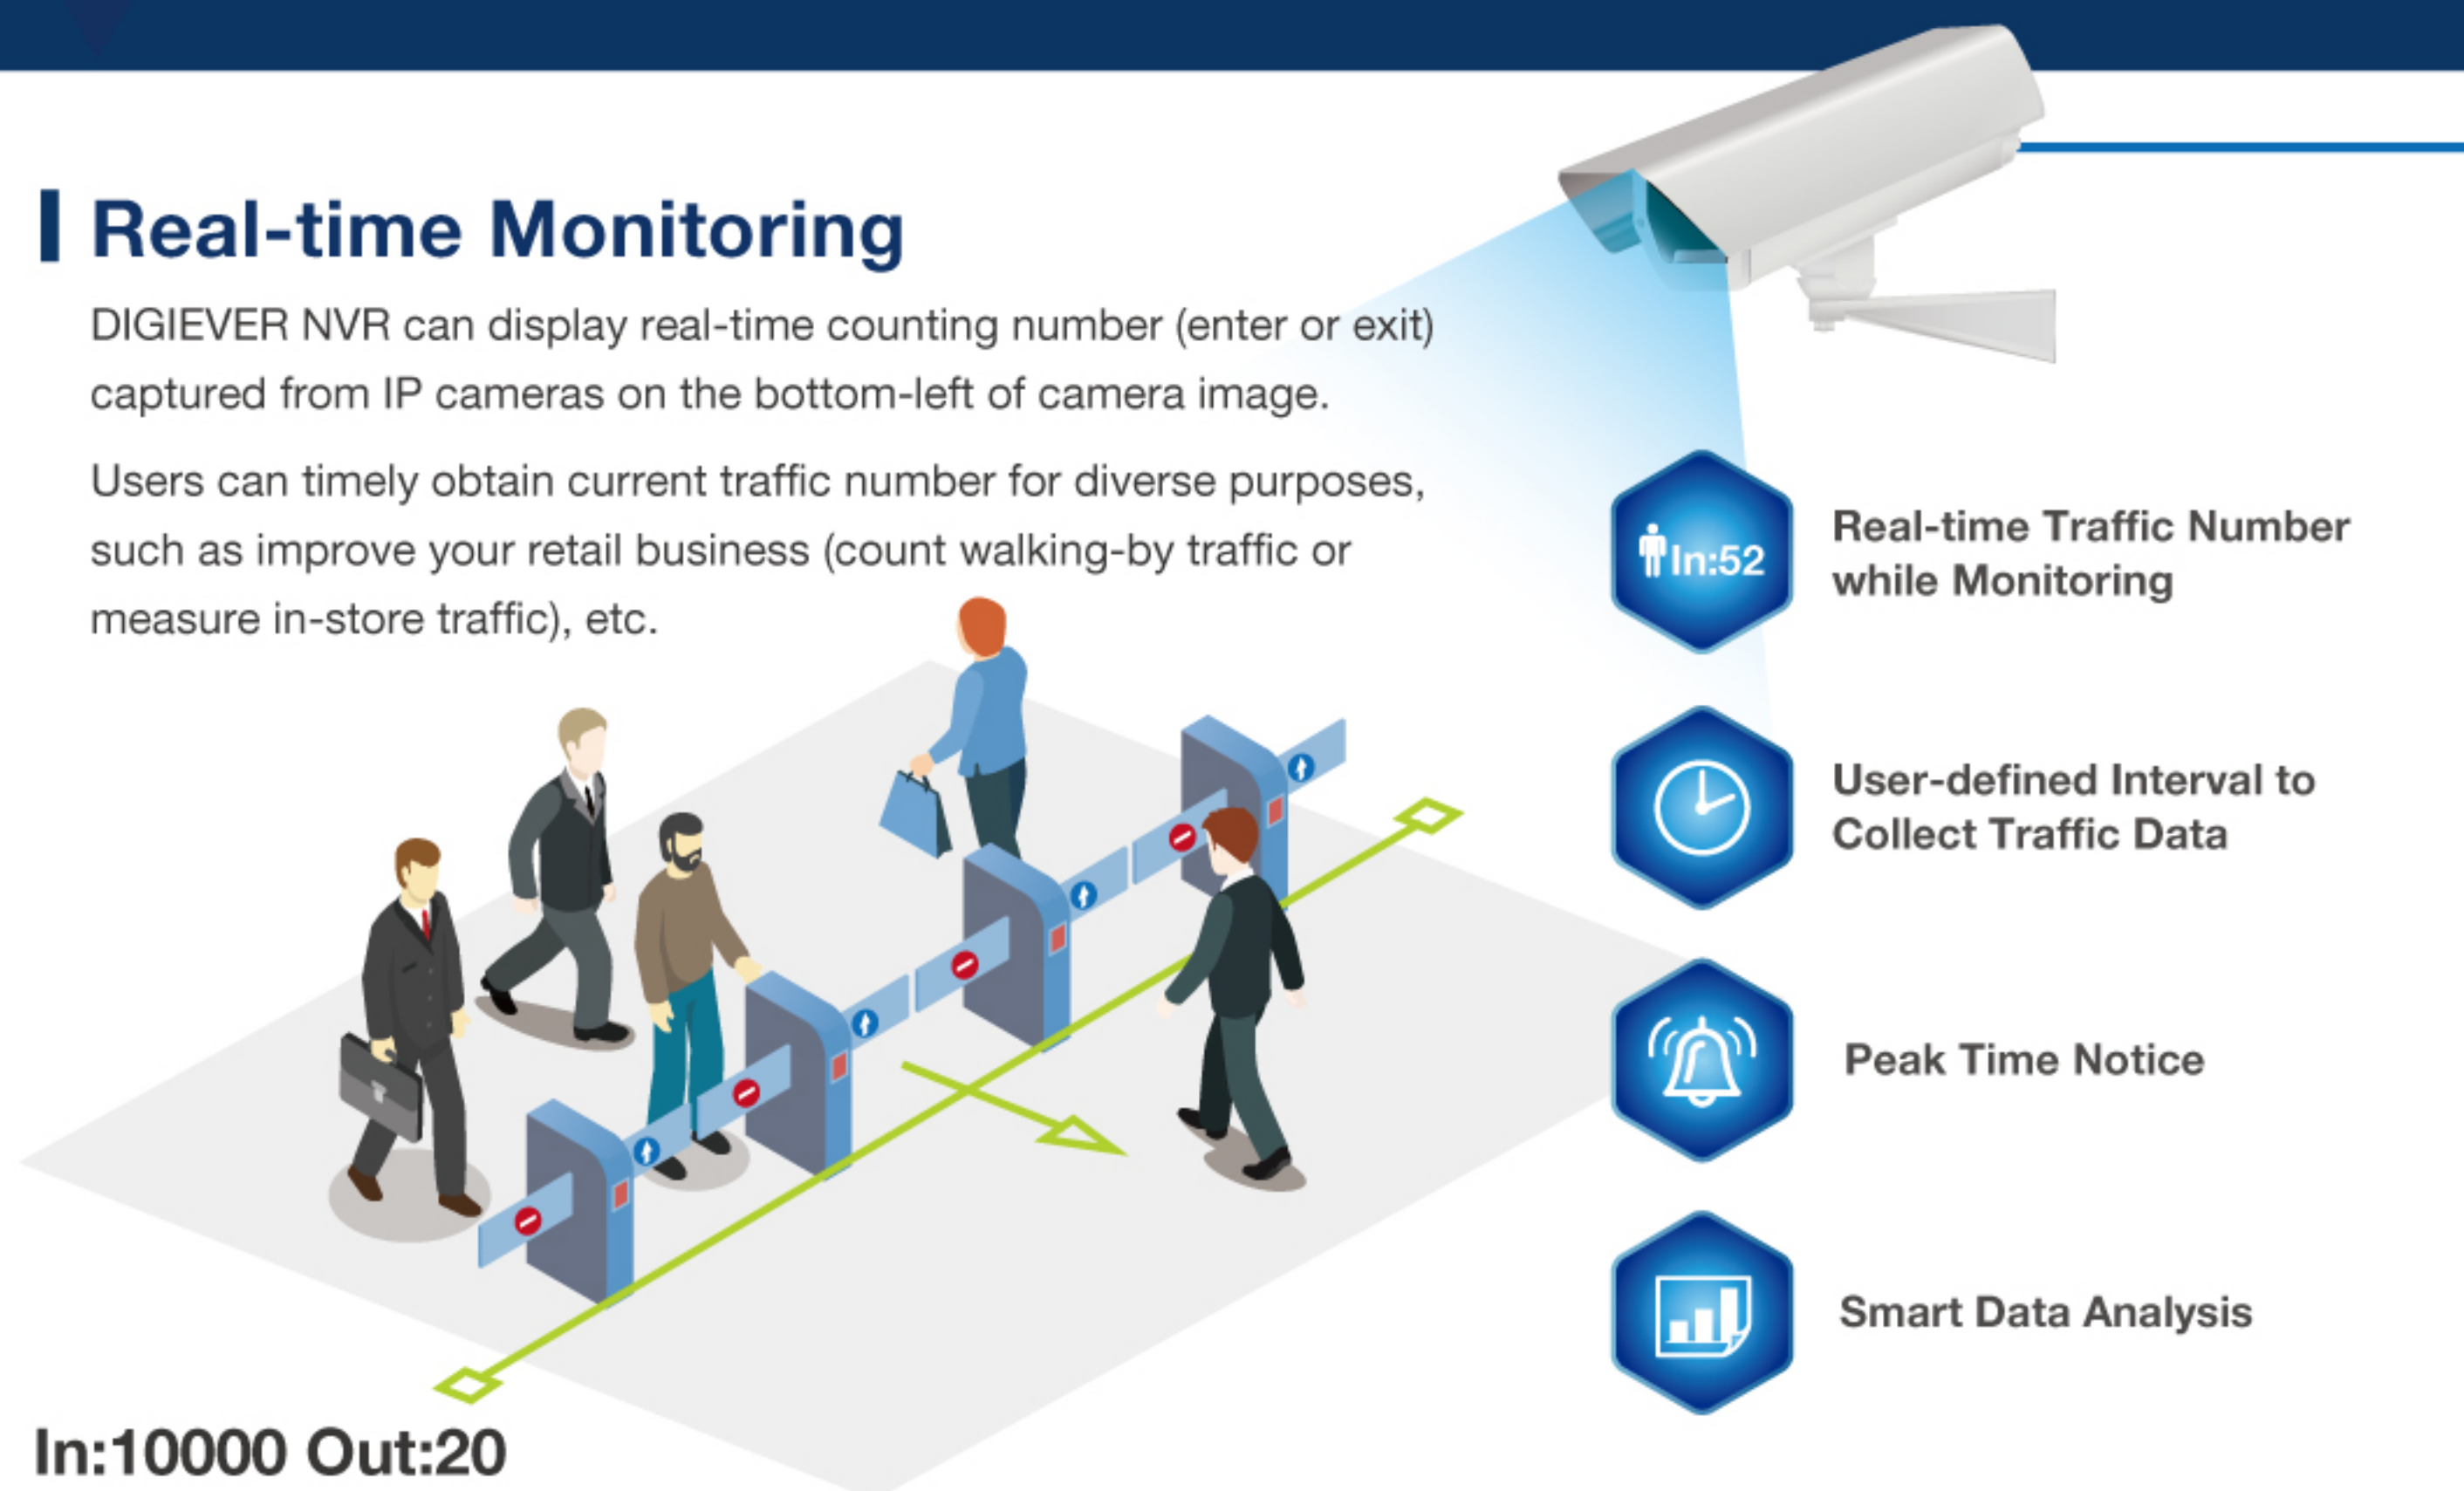 Real-time Monitoring
DIGIEVER NVR can display real-time counting number (enter or exit)
captured from IP cameras on the bottom-left of camera image.
Users can timely obtain current traffic number for diverse purposes,
such as improve your retail business (count walking-by traffic or
measure in-store traffic), etc.
In:52
Real-time Traffic Number
while Monitoring
User-defined Interval to
Collect Traffic Data
Peak Time Notice
Smart Data Analysis
In:10000 Out:20